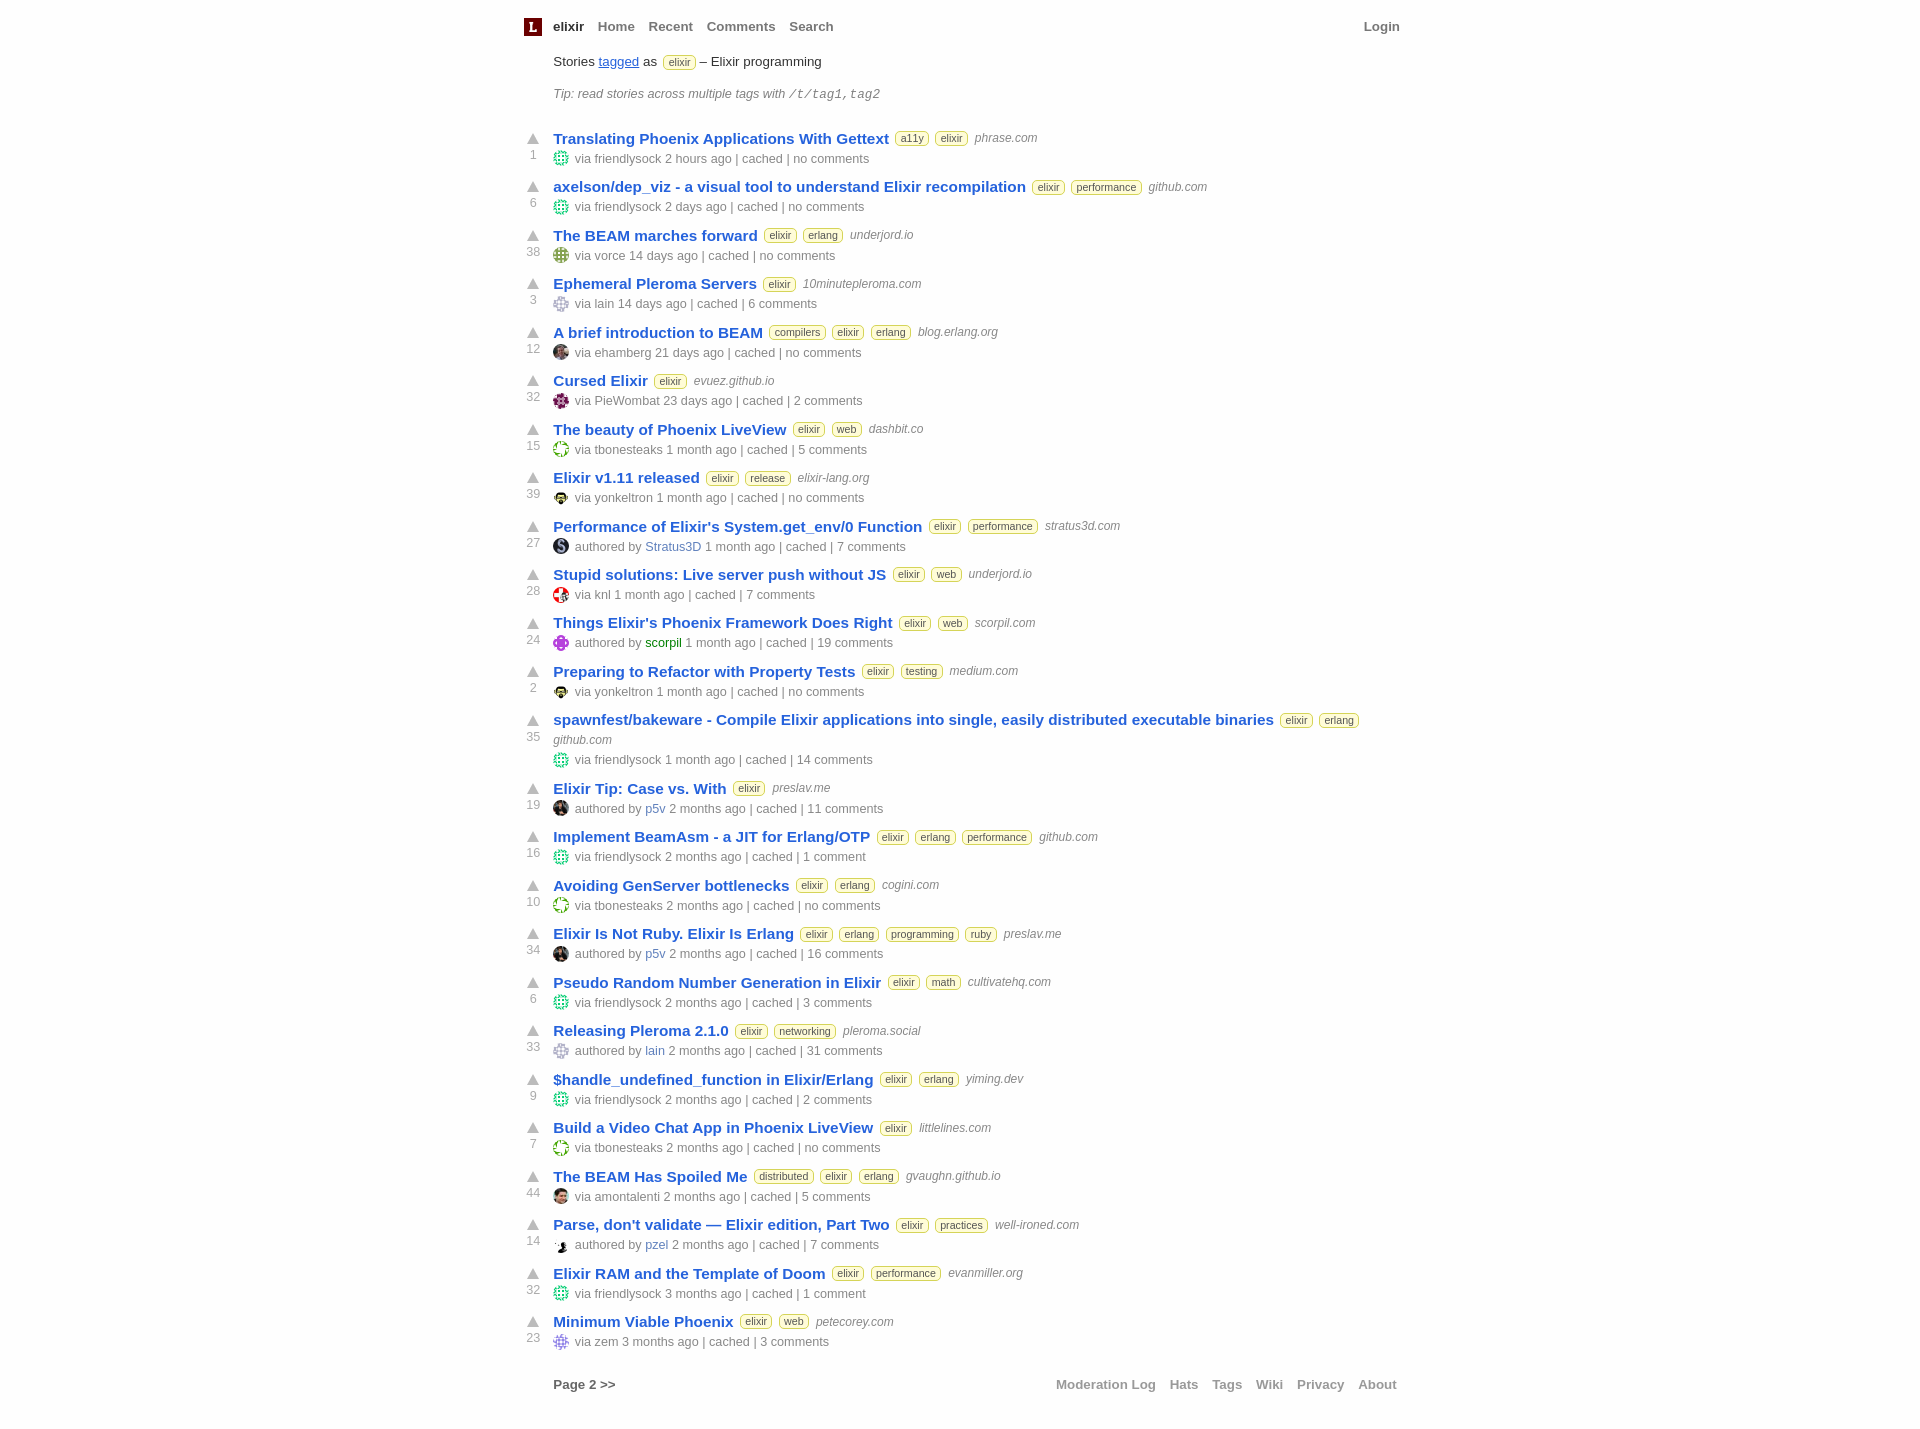 L elixir Home Recent Comments Search Login
Stories tagged as elixir – Elixir programming
Tip: read stories across multiple tags with /t/tag1,tag2
Translating Phoenix Applications With Gettext a11y elixir phrase.com
1 via friendlysock 2 hours ago | cached | no comments
axelson/dep_viz - a visual tool to understand Elixir recompilation elixir performance github.com
6 via friendlysock 2 days ago | cached | no comments
The BEAM marches forward elixir erlang underjord.io
38 via vorce 14 days ago | cached | no comments
Ephemeral Pleroma Servers elixir 10minutepleroma.com
3 via lain 14 days ago | cached | 6 comments
A brief introduction to BEAM compilers elixir erlang blog.erlang.org
12 via ehamberg 21 days ago | cached | no comments
Cursed Elixir elixir evuez.github.io
32 via PieWombat 23 days ago | cached | 2 comments
The beauty of Phoenix LiveView elixir web dashbit.co
15 via tbonesteaks 1 month ago | cached | 5 comments
Elixir v1.11 released elixir release elixir-lang.org
39 via yonkeltron 1 month ago | cached | no comments
Performance of Elixir's System.get_env/0 Function elixir performance stratus3d.com
27 authored by Stratus3D 1 month ago | cached | 7 comments
Stupid solutions: Live server push without JS elixir web underjord.io
28 via knl 1 month ago | cached | 7 comments
Things Elixir's Phoenix Framework Does Right elixir web scorpil.com
24 authored by scorpil 1 month ago | cached | 19 comments
Preparing to Refactor with Property Tests elixir testing medium.com
2 via yonkeltron 1 month ago | cached | no comments
spawnfest/bakeware - Compile Elixir applications into single, easily distributed executable binaries elixir erlang
35 github.com
via friendlysock 1 month ago | cached | 14 comments
Elixir Tip: Case vs. With elixir preslav.me
19 authored by p5v 2 months ago | cached | 11 comments
Implement BeamAsm - a JIT for Erlang/OTP elixir erlang performance github.com
16 via friendlysock 2 months ago | cached | 1 comment
Avoiding GenServer bottlenecks elixir erlang cogini.com
10 via tbonesteaks 2 months ago | cached | no comments
Elixir Is Not Ruby. Elixir Is Erlang elixir erlang programming ruby preslav.me
34 authored by p5v 2 months ago | cached | 16 comments
Pseudo Random Number Generation in Elixir elixir math cultivatehq.com
6 via friendlysock 2 months ago | cached | 3 comments
Releasing Pleroma 2.1.0 elixir networking pleroma.social
33 authored by lain 2 months ago | cached | 31 comments
$handle_undefined_function in Elixir/Erlang elixir erlang yiming.dev
9 via friendlysock 2 months ago | cached | 2 comments
Build a Video Chat App in Phoenix LiveView elixir littlelines.com
7 via tbonesteaks 2 months ago | cached | no comments
The BEAM Has Spoiled Me distributed elixir erlang gvaughn.github.io
44 via amontalenti 2 months ago | cached | 5 comments
Parse, don't validate — Elixir edition, Part Two elixir practices well-ironed.com
14 authored by pzel 2 months ago | cached | 7 comments
Elixir RAM and the Template of Doom elixir performance evanmiller.org
32 via friendlysock 3 months ago | cached | 1 comment
Minimum Viable Phoenix elixir web petecorey.com
23 via zem 3 months ago | cached | 3 comments
Page 2 >> Moderation Log Hats Tags Wiki Privacy About